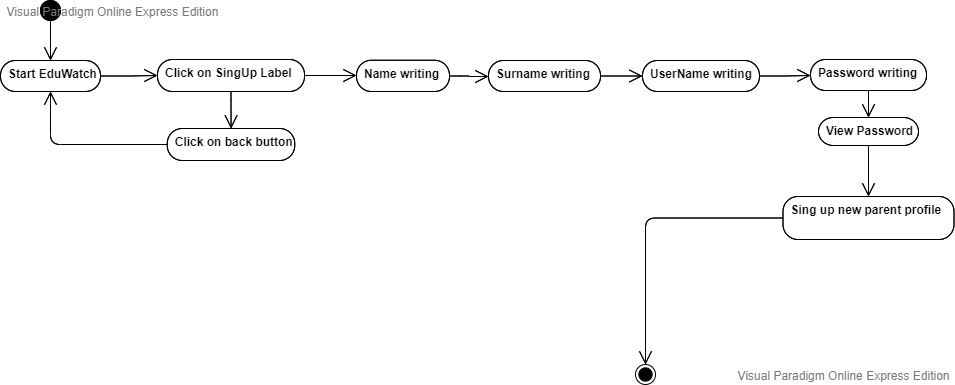 Visual Paradigm Online Express Edition
Start EduWatch
Click on SingUp Label
Name writing
Surname writing
UserName writing
Password writing
Click on back button
View Password
Sing up new parent profile
Visual Paradigm Online Express Edition